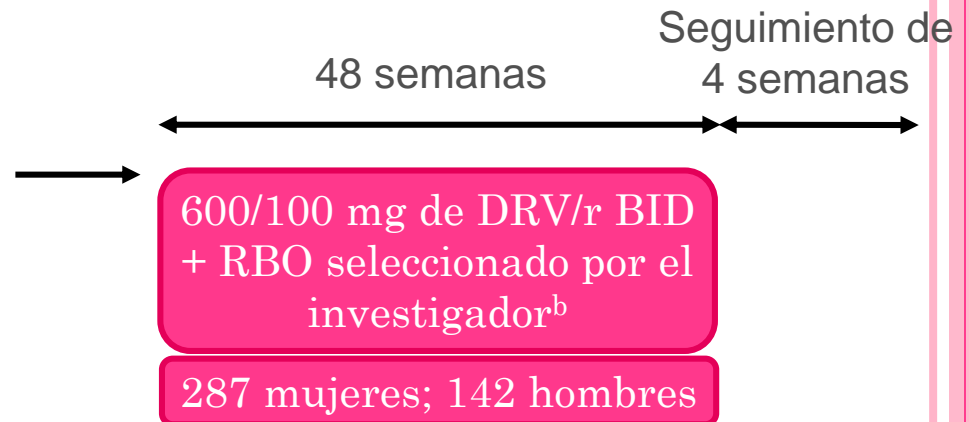 Seguimiento de
48 semanas
4 semanas
600/100 mg de DRV/r BID
+ RBO seleccionado por el
investigadorᵇ
287 mujeres; 142 hombres